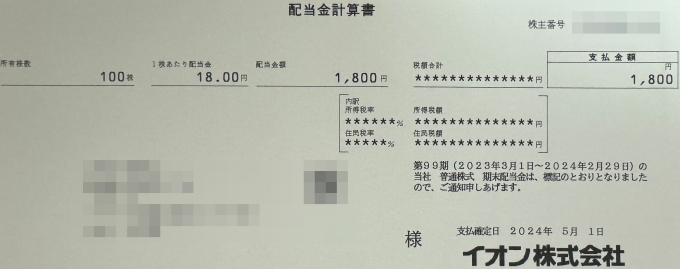 配当金計算書
株主番号
所有株数 1株あたり配当金 配当金額 税額合計 支払金額
100株 18.00円 1,800円 **************円 円 1,800
内訳
所得税率 所得税額
******% **************円
住民税率 住民税額
*****% **************円
第99期(2023年3月1日~2024年2月29日)の
当社 普通株式 期末配当金は、標記のとおりとなりました
ので、ご通知申しあげます。
様
支払確定日 2024年 5月 1日
イオン株式会社